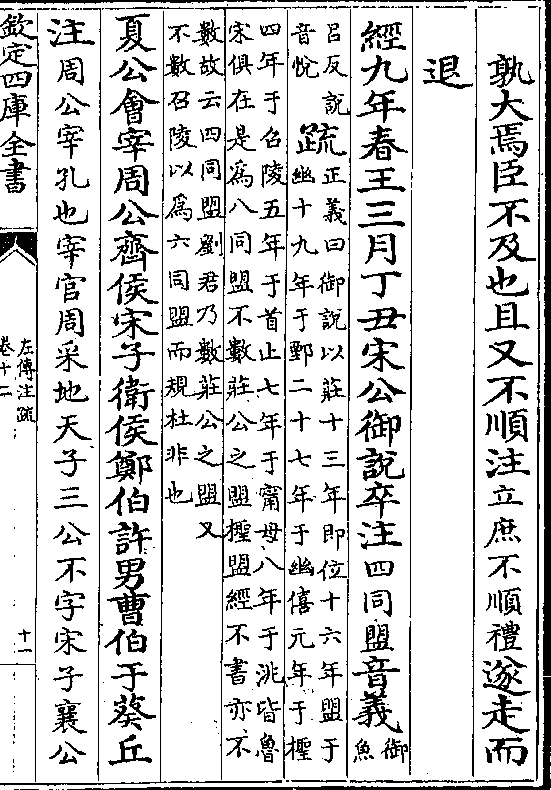 孰大焉臣不及也且又不順注立庶不順禮遂走而
退
經九年春王三月丁丑宋公御說卒注四同盟音義御魚
呂反說
音悅
疏正義曰御說以莊十三年即位十六年盟于
幽十九年于鄄二十七年于幽僖元年于檉
四年于召陵五年于首止七年于甯母八年于洮皆魯
宋俱在是為八同盟不數莊公之盟檉盟經不書亦不
數故云四同盟劉君乃數莊公之盟又
不數召陵以為六同盟而規杜非也
夏公會宰周公齊侯宋子衛侯鄭伯許男曹伯于葵丘
注周公宰孔也宰官周采地天子三公不字宋子襄公
欽定四庫全書
左傳注疏
卷十二
十一